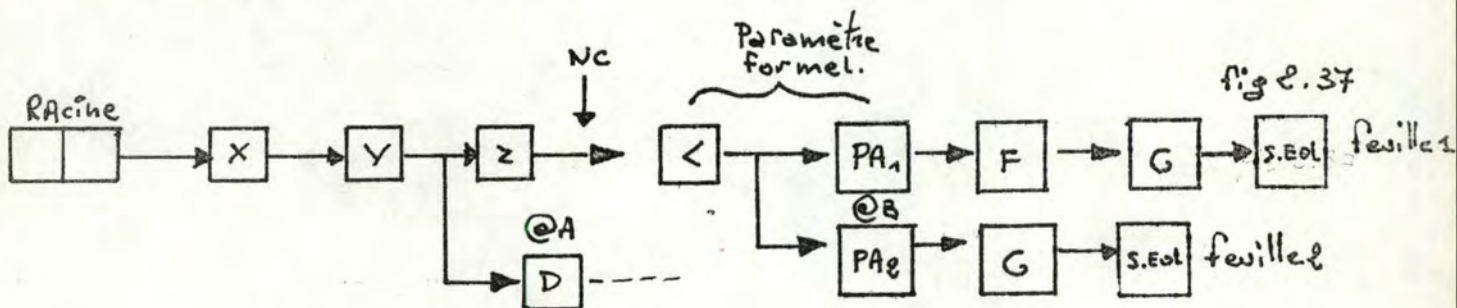 Paramètre
formel.
NC
fig 2.37
RAcine
X
Y
Z
<
PA1
F
G
S.Eol
feuille1
@A
@B
D
PA2
G
S.Eol
feuille2